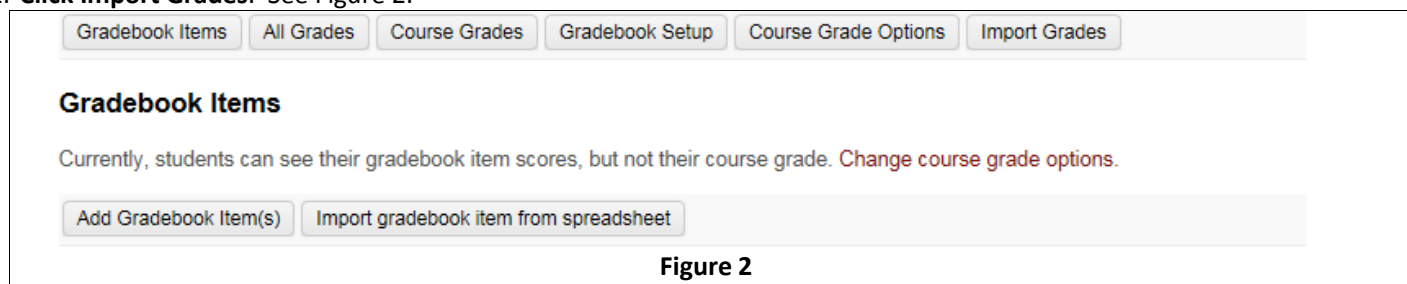 Click Import Grades. See Figure 2.
Gradebook Items All Grades Course Grades Gradebook Setup Course Grade Options Import Grades
Gradebook Items
Currently, students can see their gradebook item scores, but not their course grade. Change course grade options.
Add Gradebook Item(s) Import gradebook item from spreadsheet
Figure 2